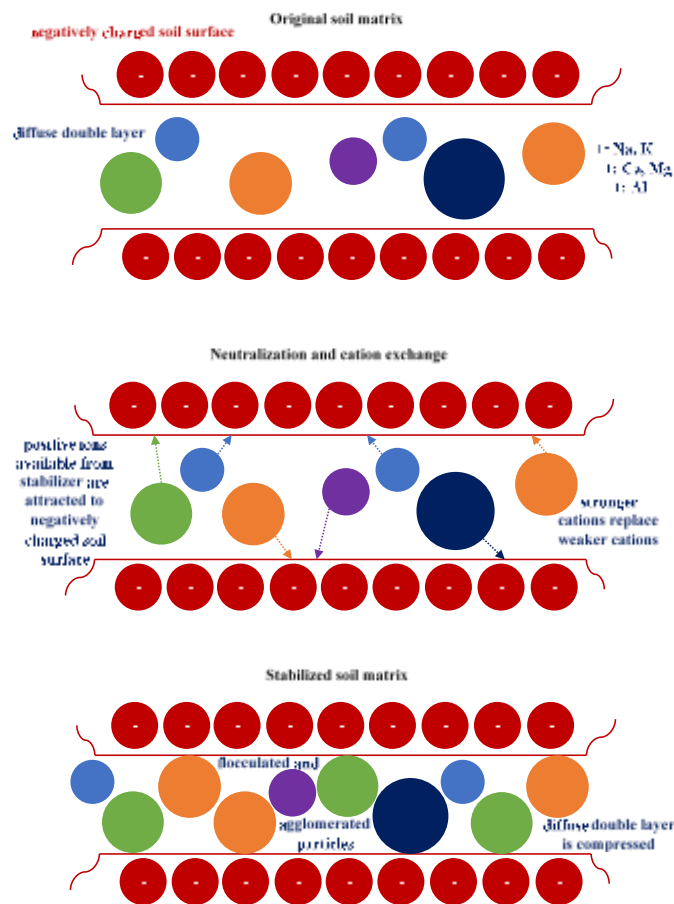 Original soil matrix
negatively charged soil surface
- - - - - - - - -
diffuse double layer
Na, K
Ca, Mg
Al
- - - - - - - - -
Neutralization and cation exchange
- - - - - - - - -
positive ions
available from
stabilizer are
attracted to
negatively
charged soil
surface
stronger
cations replace
weaker cations
- - - - - - - - -
Stabilized soil matrix
- - - - - - - - -
flocculated and
agglomerated
particles
diffuse double layer
is compressed
- - - - - - - - -